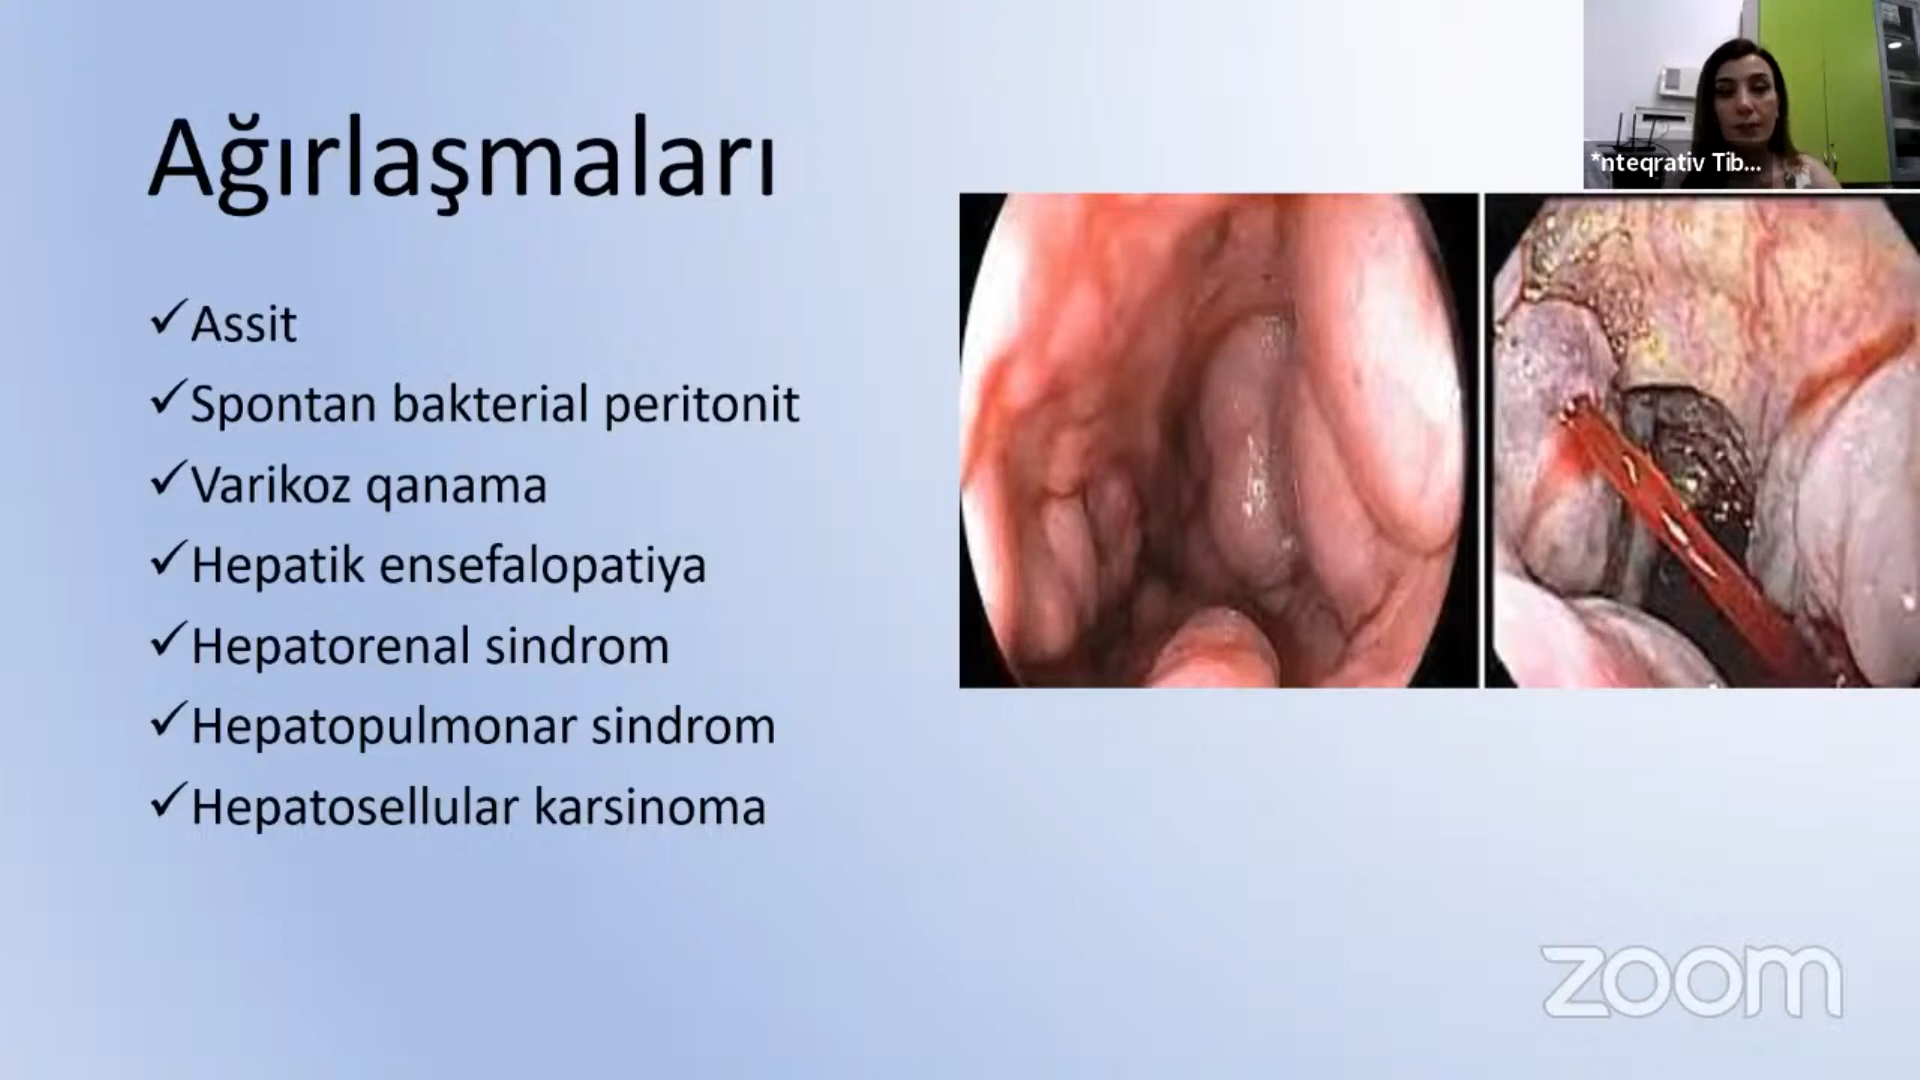 *nteqrativ Tib...
Ağırlaşmaları
✓Assit
✓Spontan bakterial peritonit
✓Varikoz qanama
✓Hepatik ensefalopatiya
✓Hepatorenal sindrom
✓Hepatopulmonar sindrom
✓Hepatosellular karsinoma
zoom